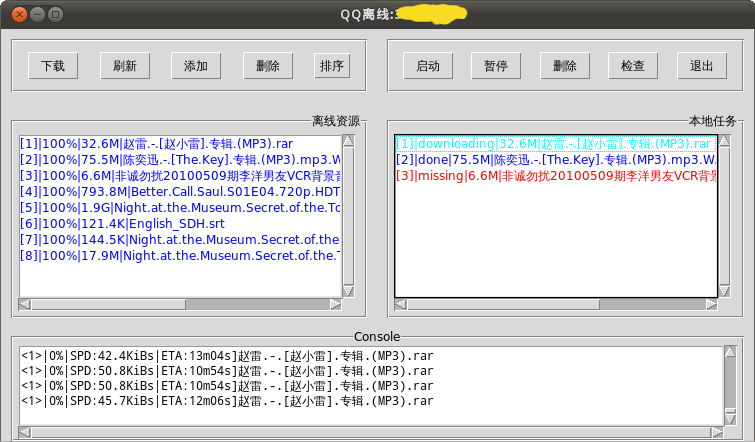 QQ离线:
下载 刷新 添加 删除 排序 启动 暂停 删除 检查 退出
离线资源
[1]|100%|32.6M|赵雷.-.[赵小雷].专辑.(MP3).rar
[2]|100%|75.5M|陈奕迅.-.[The.Key].专辑.(MP3).mp3.W
[3]|100%|6.6M|非诚勿扰20100509期李洋男友VCR背景音
[4]|100%|793.8M|Better.Call.Saul.S01E04.720p.HDT
[5]|100%|1.9G|Night.at.the.Museum.Secret.of.the.To
[6]|100%|121.4K|English_SDH.srt
[7]|100%|144.5K|Night.at.the.Museum.Secret.of.the
[8]|100%|17.9M|Night.at.the.Museum.Secret.of.the.T
本地任务
[1]|downloading|32.6M|赵雷.-.[赵小雷].专辑.(MP3).rar
[2]|done|75.5M|陈奕迅.-.[The.Key].专辑.(MP3).mp3.W.
[3]|missing|6.6M|非诚勿扰20100509期李洋男友VCR背景
Console
<1>|0%|SPD:42.4KiBs|ETA:13m04s]赵雷.-.[赵小雷].专辑.(MP3).rar
<1>|0%|SPD:50.8KiBs|ETA:10m54s]赵雷.-.[赵小雷].专辑.(MP3).rar
<1>|0%|SPD:50.8KiBs|ETA:10m54s]赵雷.-.[赵小雷].专辑.(MP3).rar
<1>|0%|SPD:45.7KiBs|ETA:12m06s]赵雷.-.[赵小雷].专辑.(MP3).rar